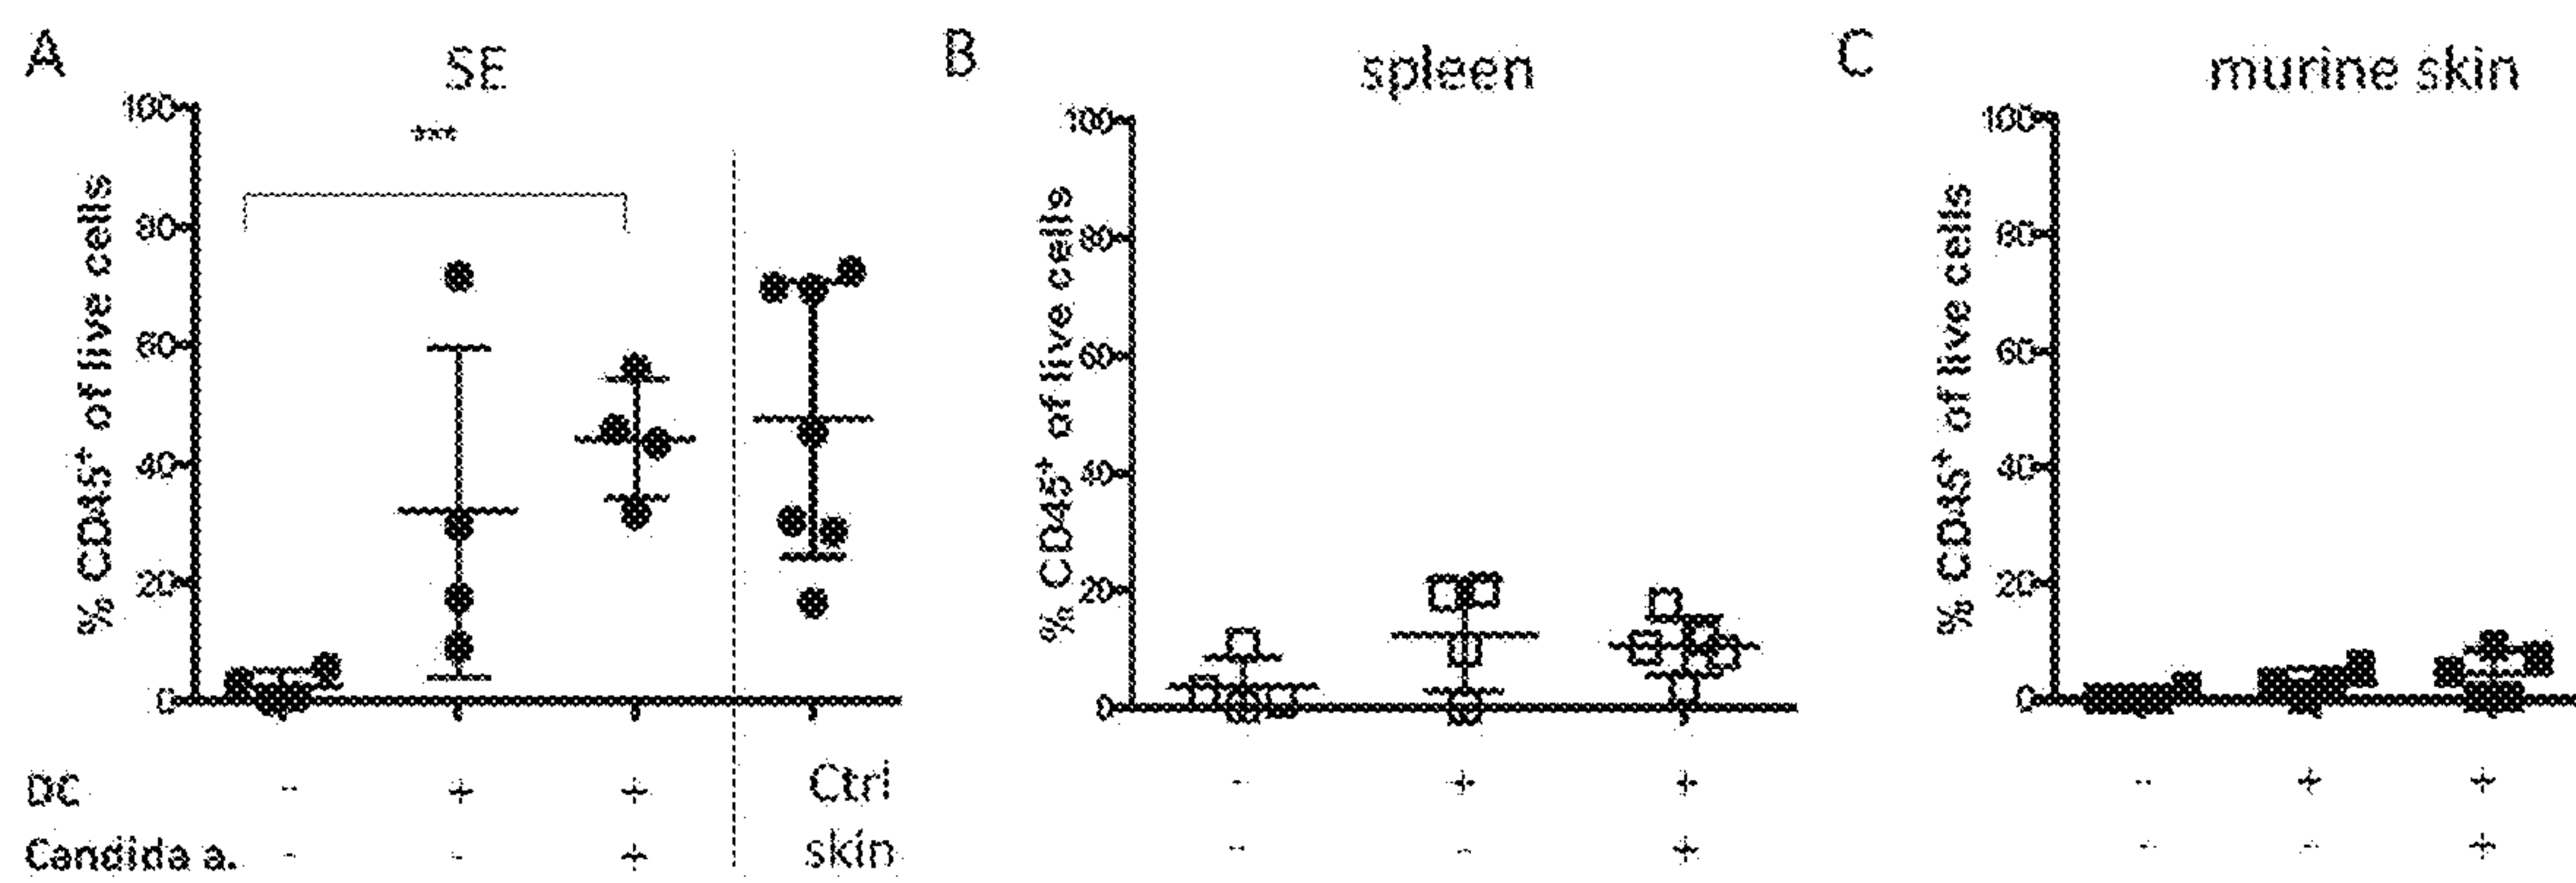 A
SE
100
80
60
40
20
0
% CD45+ of live cells
***
DC - + + Ctrl
Candida a. - - + skin
B
spleen
100
80
60
40
20
0
% CD45+ of live cells
- + +
- - +
C
murine skin
100
80
60
40
20
0
% CD45+ of live cells
- + +
- - +